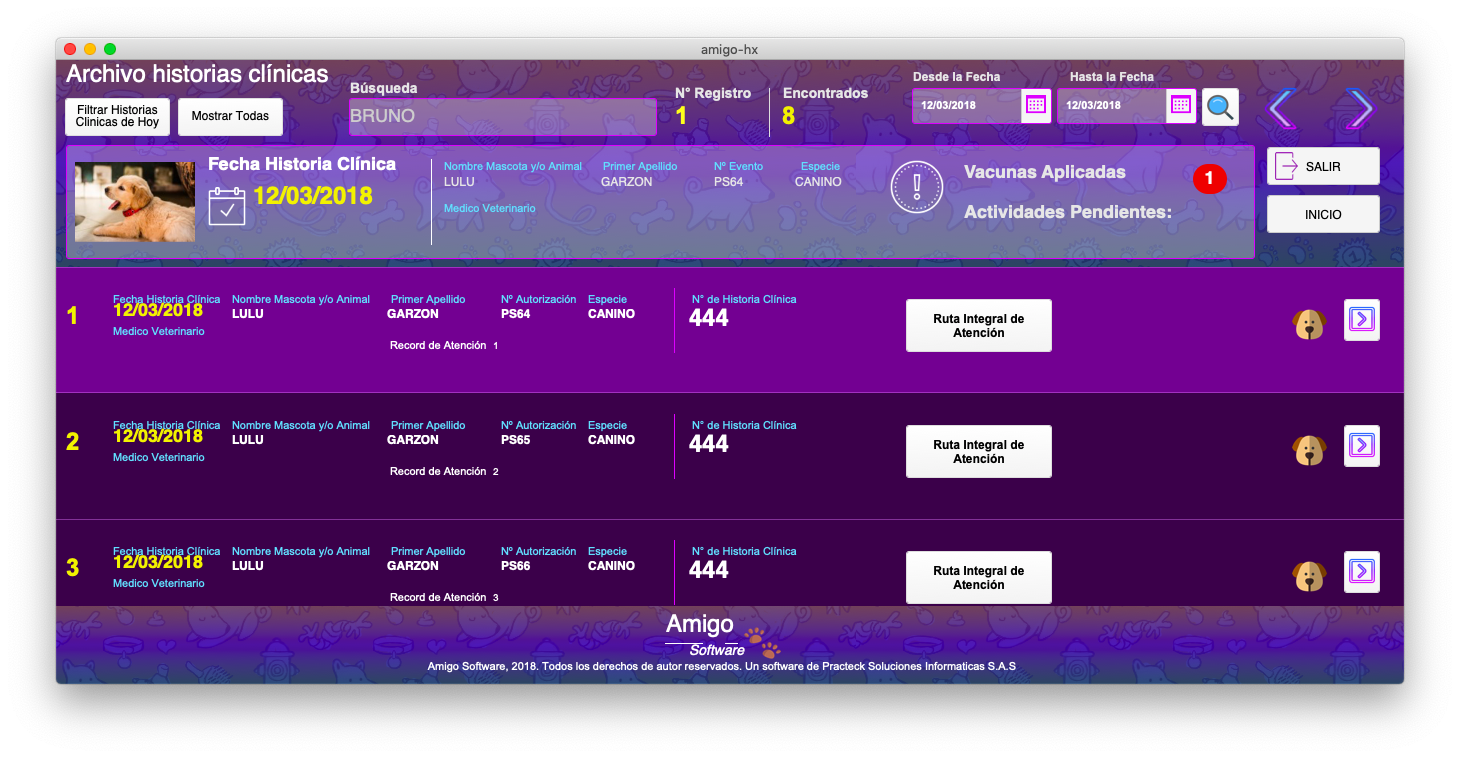 amigo-hx
Archivo historias clínicas
Filtrar Historias
Clinicas de Hoy
Mostrar Todas
Búsqueda
BRUNO
N° Registro
1
Encontrados
8
Desde la Fecha
12/03/2018
Hasta la Fecha
12/03/2018
Fecha Historia Clínica
12/03/2018
Nombre Mascota y/o Animal
LULU
Primer Apellido
GARZON
Nº Evento
PS64
Especie
CANINO
Medico Veterinario
Vacunas Aplicadas
1
Actividades Pendientes:
SALIR
INICIO
1
Fecha Historia Clínica
12/03/2018
Medico Veterinario
Nombre Mascota y/o Animal
LULU
Primer Apellido
GARZON
Nº Autorización
PS64
Especie
CANINO
Record de Atención 1
N° de Historia Clínica
444
Ruta Integral de
Atención
2
Fecha Historia Clínica
12/03/2018
Medico Veterinario
Nombre Mascota y/o Animal
LULU
Primer Apellido
GARZON
Nº Autorización
PS65
Especie
CANINO
Record de Atención 2
N° de Historia Clínica
444
Ruta Integral de
Atención
3
Fecha Historia Clínica
12/03/2018
Medico Veterinario
Nombre Mascota y/o Animal
LULU
Primer Apellido
GARZON
Nº Autorización
PS66
Especie
CANINO
Record de Atención 3
N° de Historia Clínica
444
Ruta Integral de
Atención
Amigo
Software
Amigo Software, 2018. Todos los derechos de autor reservados. Un software de Practeck Soluciones Informaticas S.A.S